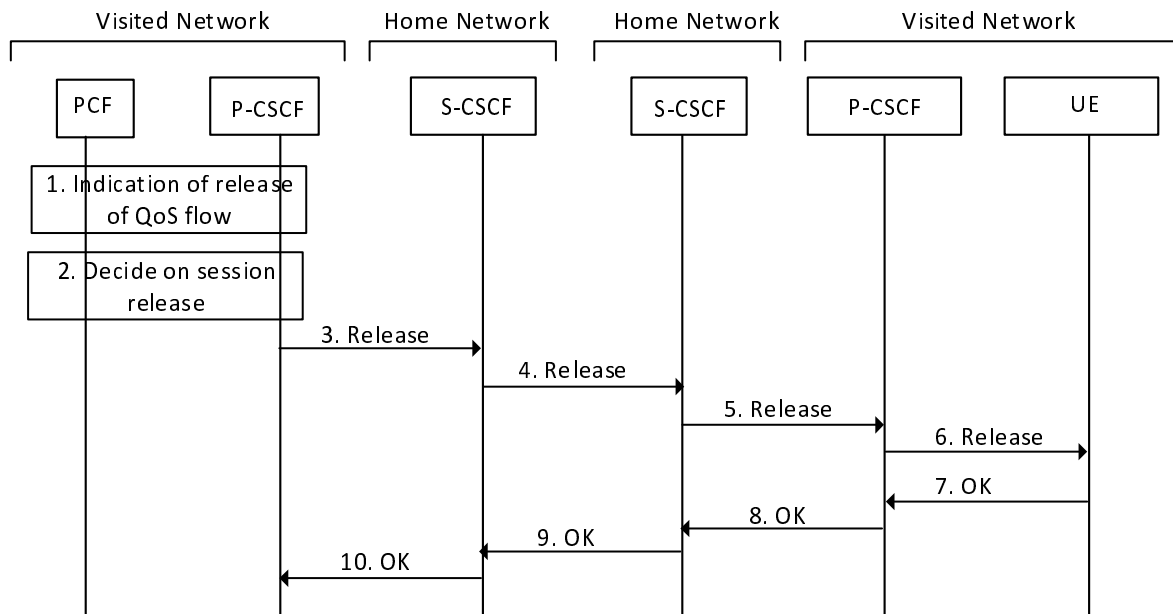 Visited Network
Home Network
Home Network
Visited Network
PCF
P-CSCF
S-CSCF
S-CSCF
P-CSCF
UE
1. Indication of release
of QoS flow
2. Decide on session
release
3. Release
4. Release
5. Release
6. Release
7. OK
8. OK
9. OK
10. OK